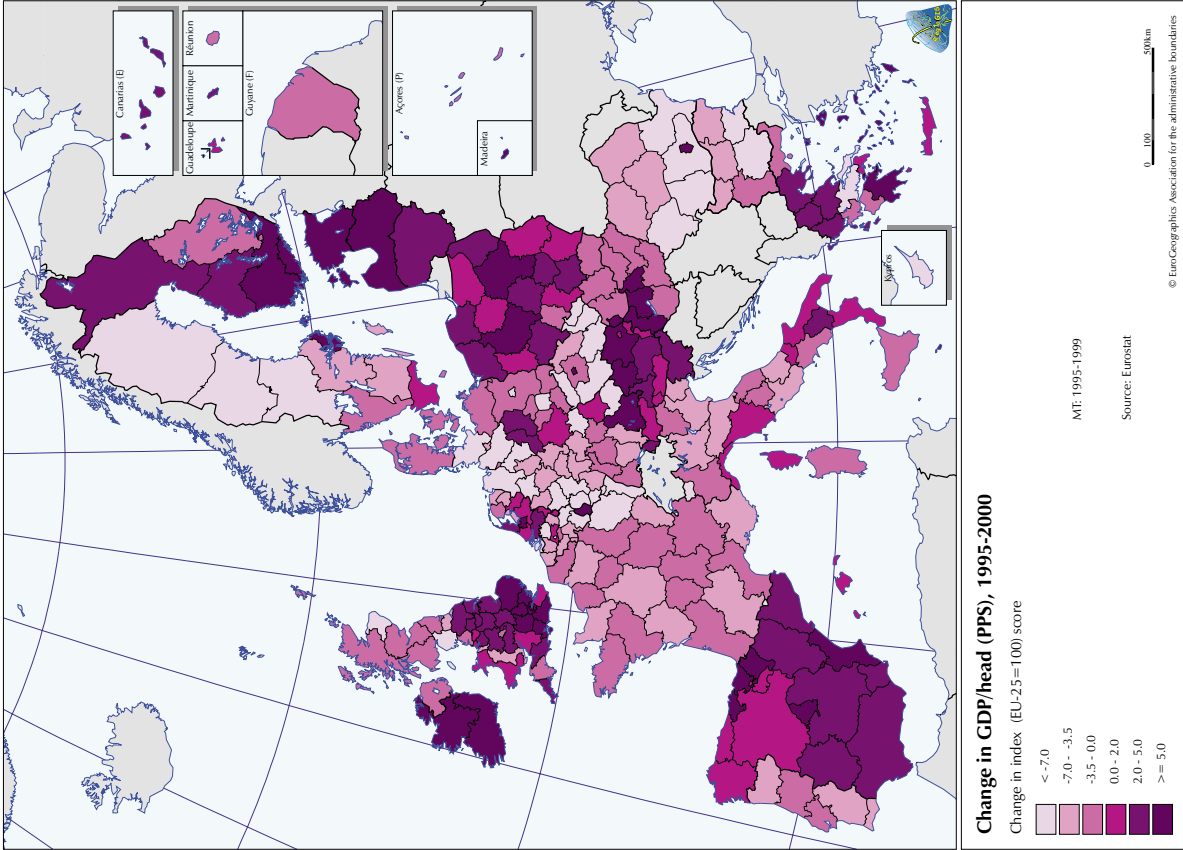 Canarias (E)
Guadeloupe
Martinique
Réunion
Guyane (F)
Açores (P)
Madeira
Kypros
Change in GDP/head (PPS), 1995-2000
Change in index (EU-25=100) score
< -7.0
-7.0 - -3.5
-3.5 - 0.0
0.0 - 2.0
2.0 - 5.0
>= 5.0
MT: 1995-1999
Source: Eurostat
0 100 500km
© EuroGeographics Association for the administrative boundaries